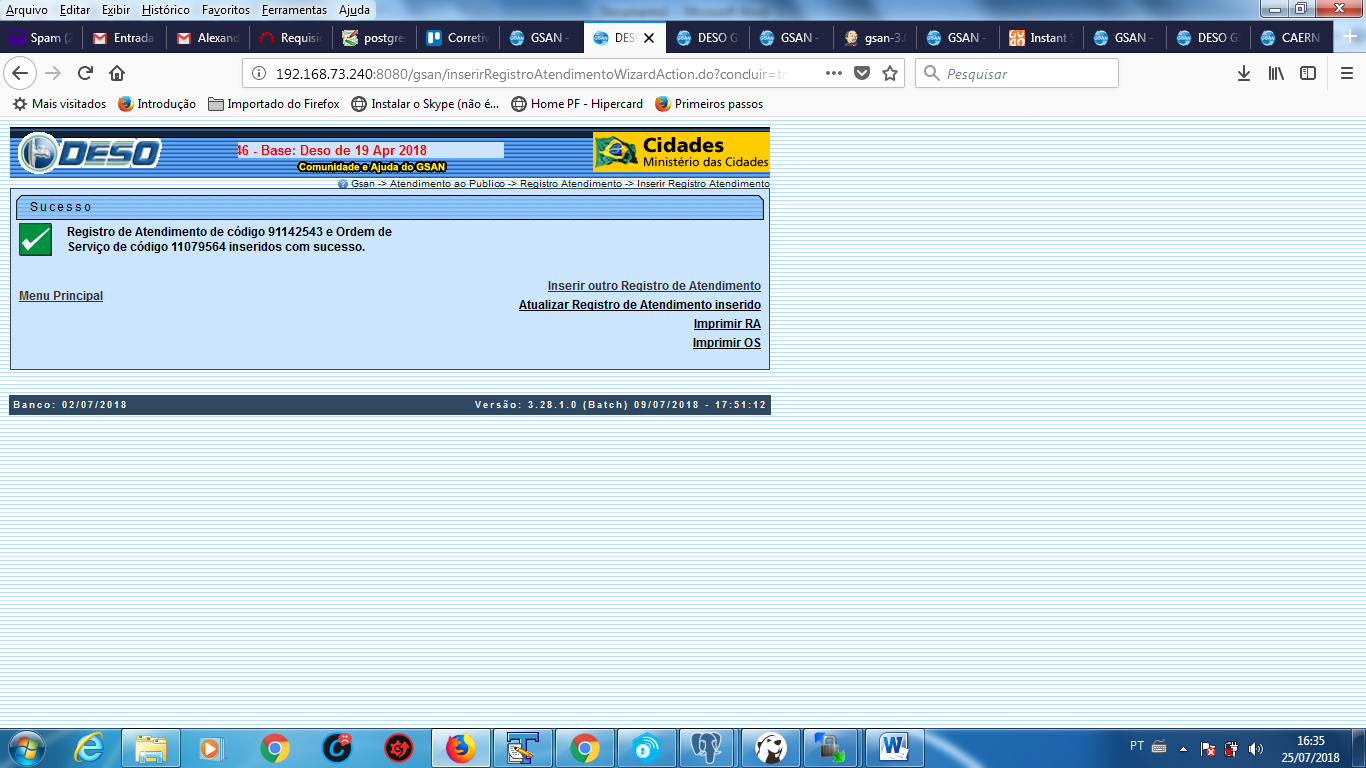 Arquivo Editar Exibir Histórico Favoritos Ferramentas Ajuda
Spam (2 Entrada Alexand Requisi postgre Corretiv GSAN - DESO DESO G GSAN - gsan-3. GSAN - Instant S GSAN - DESO GS CAERN
192.168.73.240:8080/gsan/inserirRegistroAtendimentoWizardAction.do?concluir=tr Pesquisar
Mais visitados Introdução Importado do Firefox Instalar o Skype (não é... Home PF - Hipercard Primeiros passos
DESO
46 - Base: Deso de 19 Apr 2018
Comunidade e Ajuda do GSAN
Cidades
Ministério das Cidades
Gsan -> Atendimento ao Publico -> Registro Atendimento -> Inserir Registro Atendimento
Sucesso
Registro de Atendimento de código 91142543 e Ordem de
Serviço de código 11079564 inseridos com sucesso.
Inserir outro Registro de Atendimento
Menu Principal
Atualizar Registro de Atendimento inserido
Imprimir RA
Imprimir OS
Banco: 02/07/2018 Versão: 3.28.1.0 (Batch) 09/07/2018 - 17:51:12
PT 16:35
25/07/2018